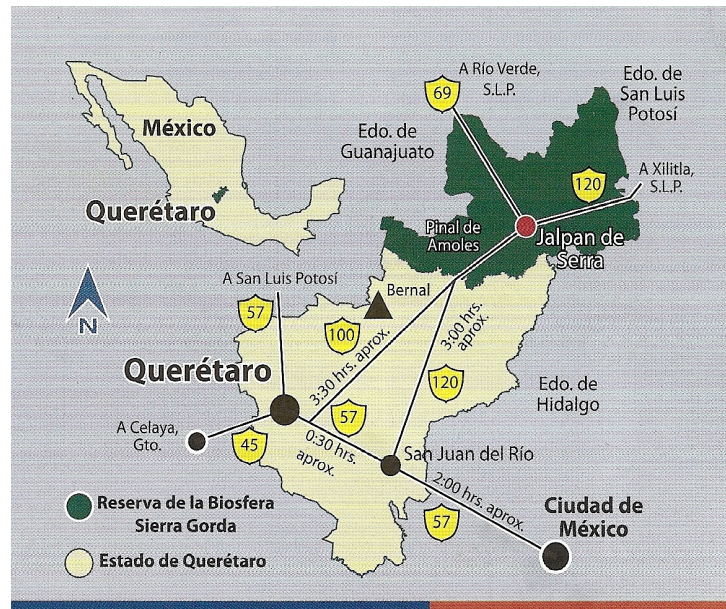 México
Querétaro
A Río Verde,
S.L.P.
69
Edo. de
San Luis
Potosí
Edo. de
Guanajuato
120
A Xilitla,
S.L.P.
Pinal de
Amoles
Jalpan de
Serra
N
A San Luis Potosí
57
Bernal
100
3:30 hrs. aprox.
3:00 hrs.
aprox.
120
Querétaro
57
Edo. de
Hidalgo
A Celaya,
Gto.
45
0:30 hrs.
aprox.
San Juan del Río
2:00 hrs. aprox.
57
Ciudad de
México
Reserva de la Biosfera
Sierra Gorda
Estado de Querétaro